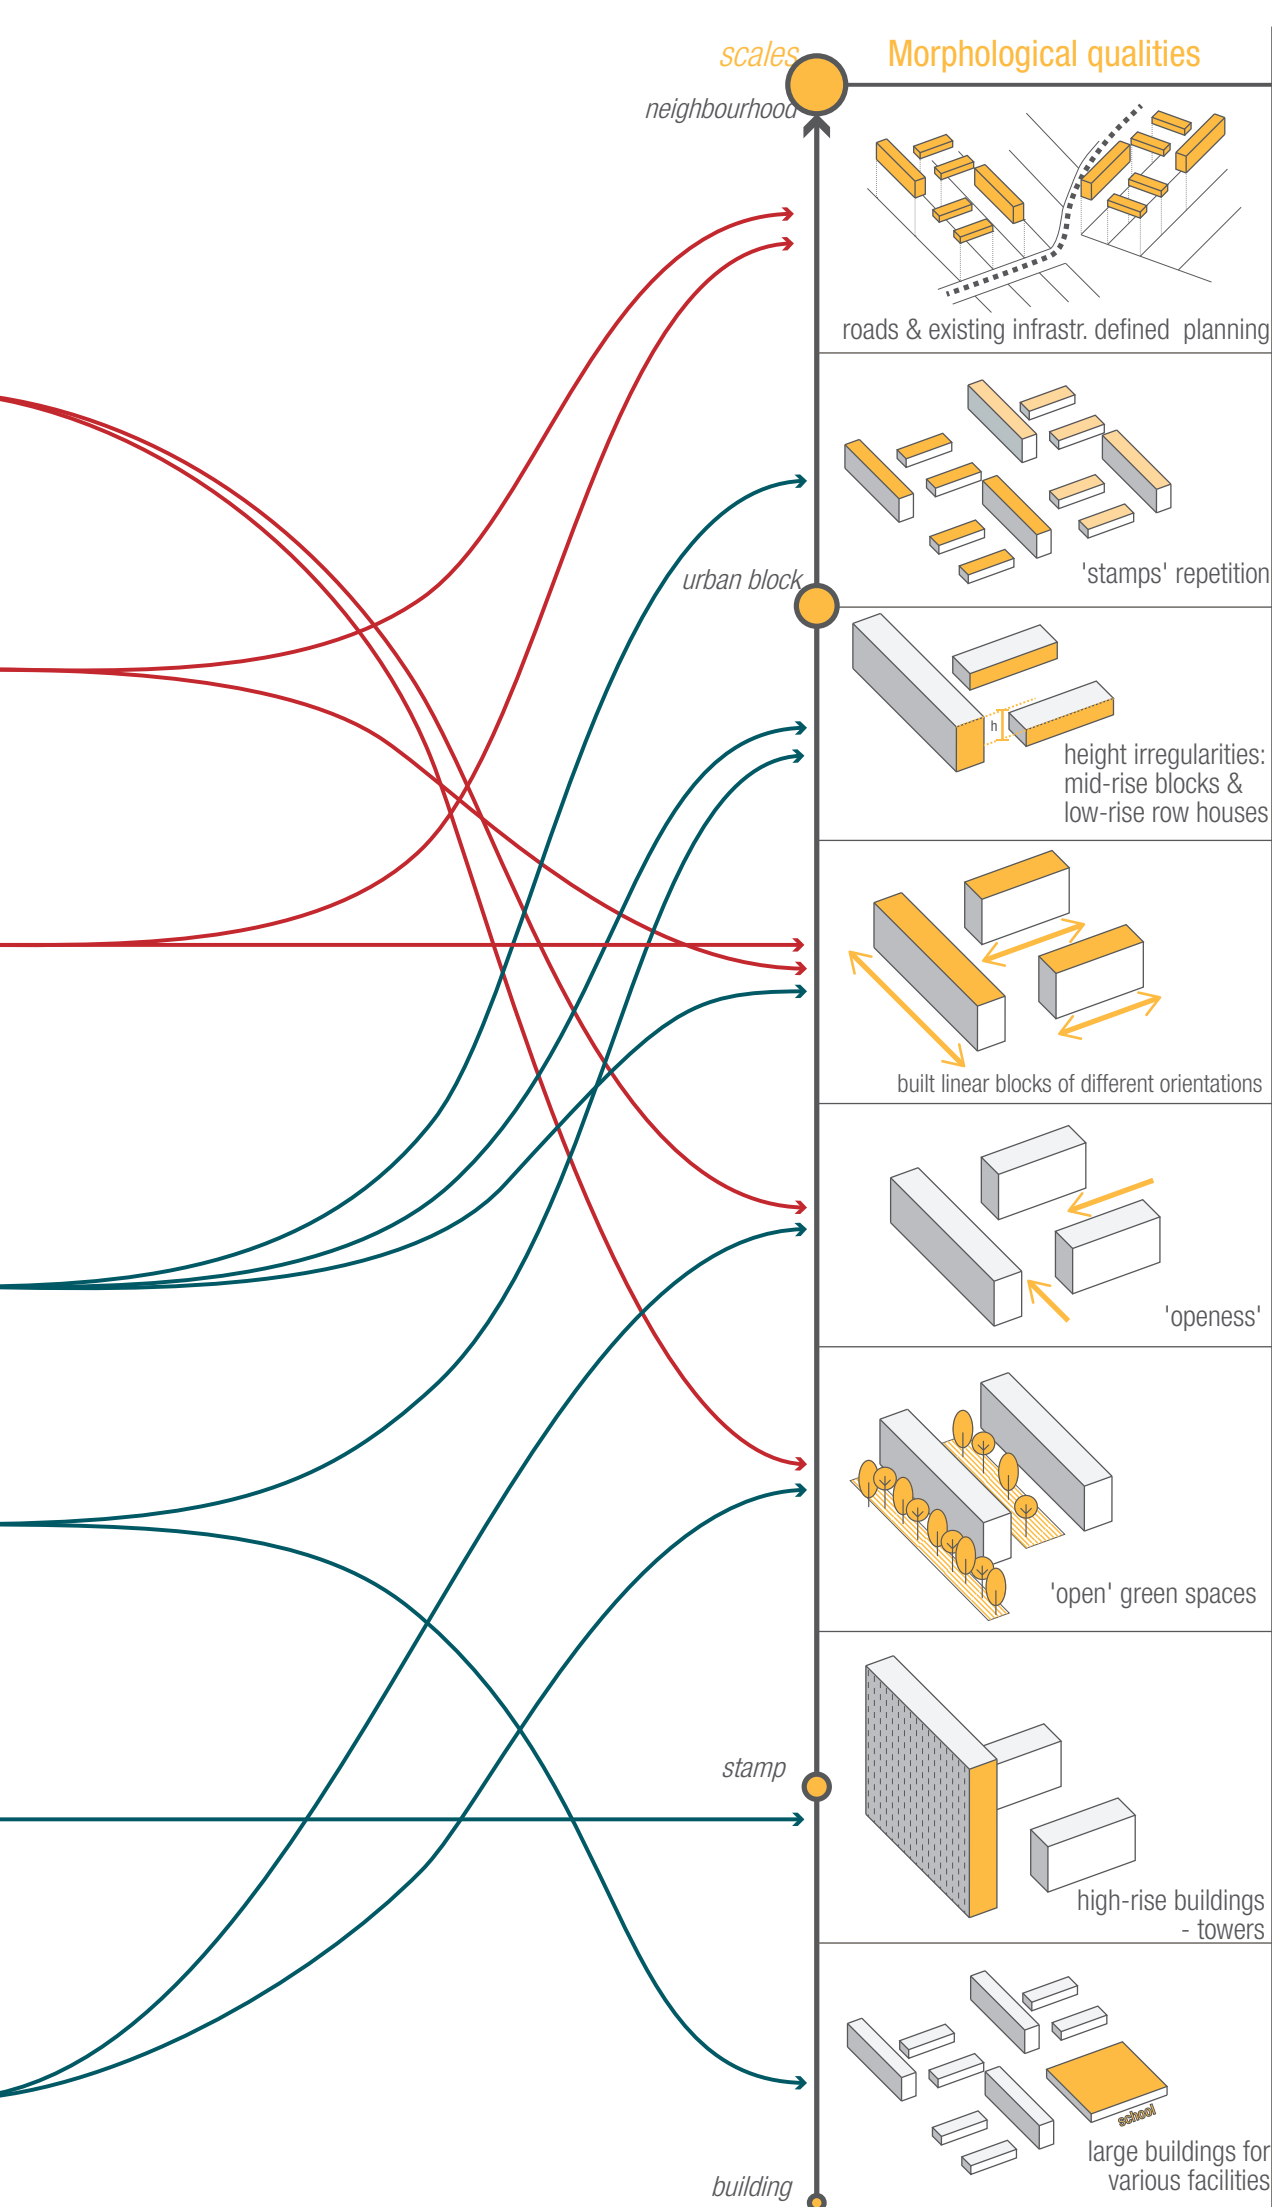 scales
Morphological qualities
neighbourhood
roads & existing infrastr. defined planning
'stamps' repetition
urban block
h
height irregularities:
mid-rise blocks &
low-rise row houses
built linear blocks of different orientations
'openess'
'open' green spaces
stamp
high-rise buildings
- towers
school
large buildings for
various facilities
building